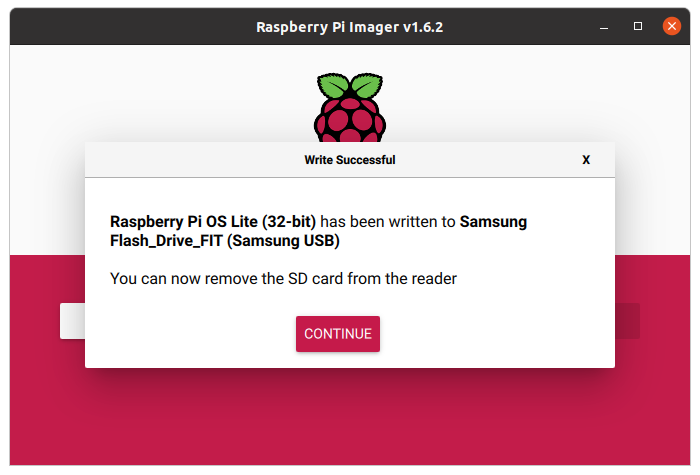 Raspberry Pi Imager v1.6.2
Write Successful
X
Raspberry Pi OS Lite (32-bit) has been written to Samsung
Flash_Drive_FIT (Samsung USB)
You can now remove the SD card from the reader
CONTINUE